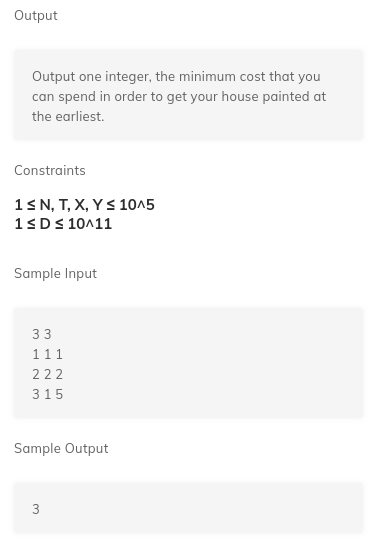 Output
Output one integer, the minimum cost that you
can spend in order to get your house painted at
the earliest.
Constraints
1 ≤ N, T, X, Y ≤ 10^5
1 ≤ D ≤ 10^11
Sample Input
3 3
1 1 1
2 2 2
3 1 5
Sample Output
3